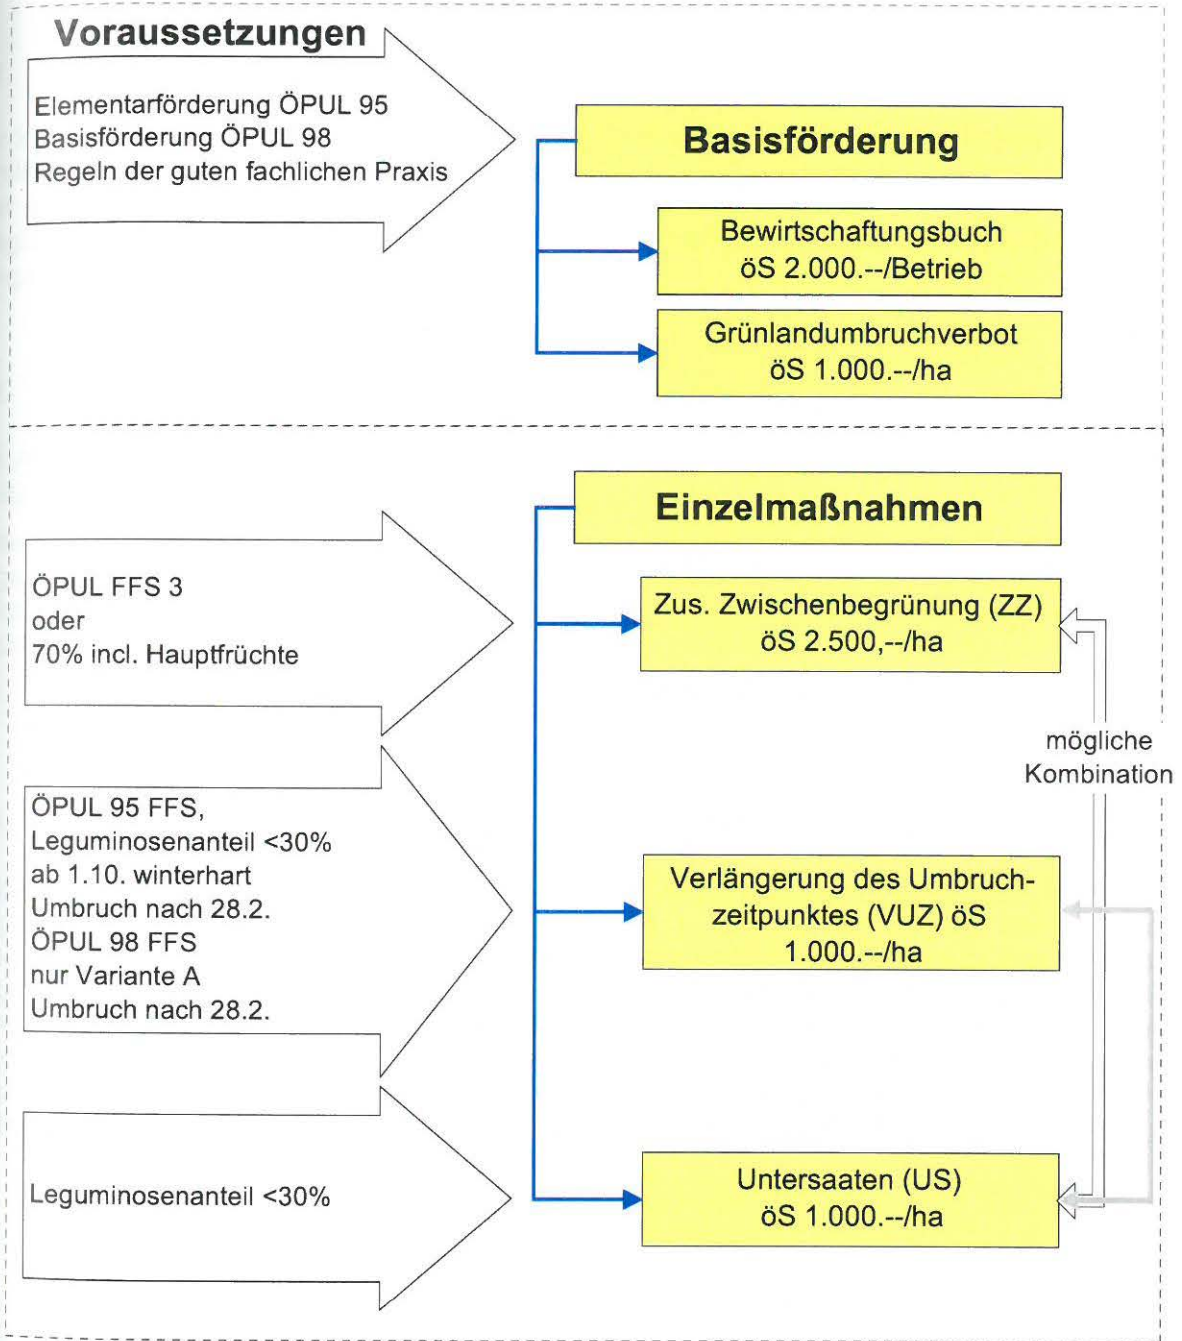 Voraussetzungen
Elementarförderung ÖPUL 95
Basisförderung ÖPUL 98
Regeln der guten fachlichen Praxis
Basisförderung
Bewirtschaftungsbuch
öS 2.000.--/Betrieb
Grünlandumbruchverbot
öS 1.000.--/ha
Einzelmaßnahmen
ÖPUL FFS 3
oder
70% incl. Hauptfrüchte
Zus. Zwischenbegrünung (ZZ)
öS 2.500,--/ha
mögliche
Kombination
ÖPUL 95 FFS,
Leguminosenanteil <30%
ab 1.10. winterhart
Umbruch nach 28.2.
ÖPUL 98 FFS
nur Variante A
Umbruch nach 28.2.
Verlängerung des Umbruch-
zeitpunktes (VUZ) öS
1.000.--/ha
Leguminosenanteil <30%
Untersaaten (US)
öS 1.000.--/ha